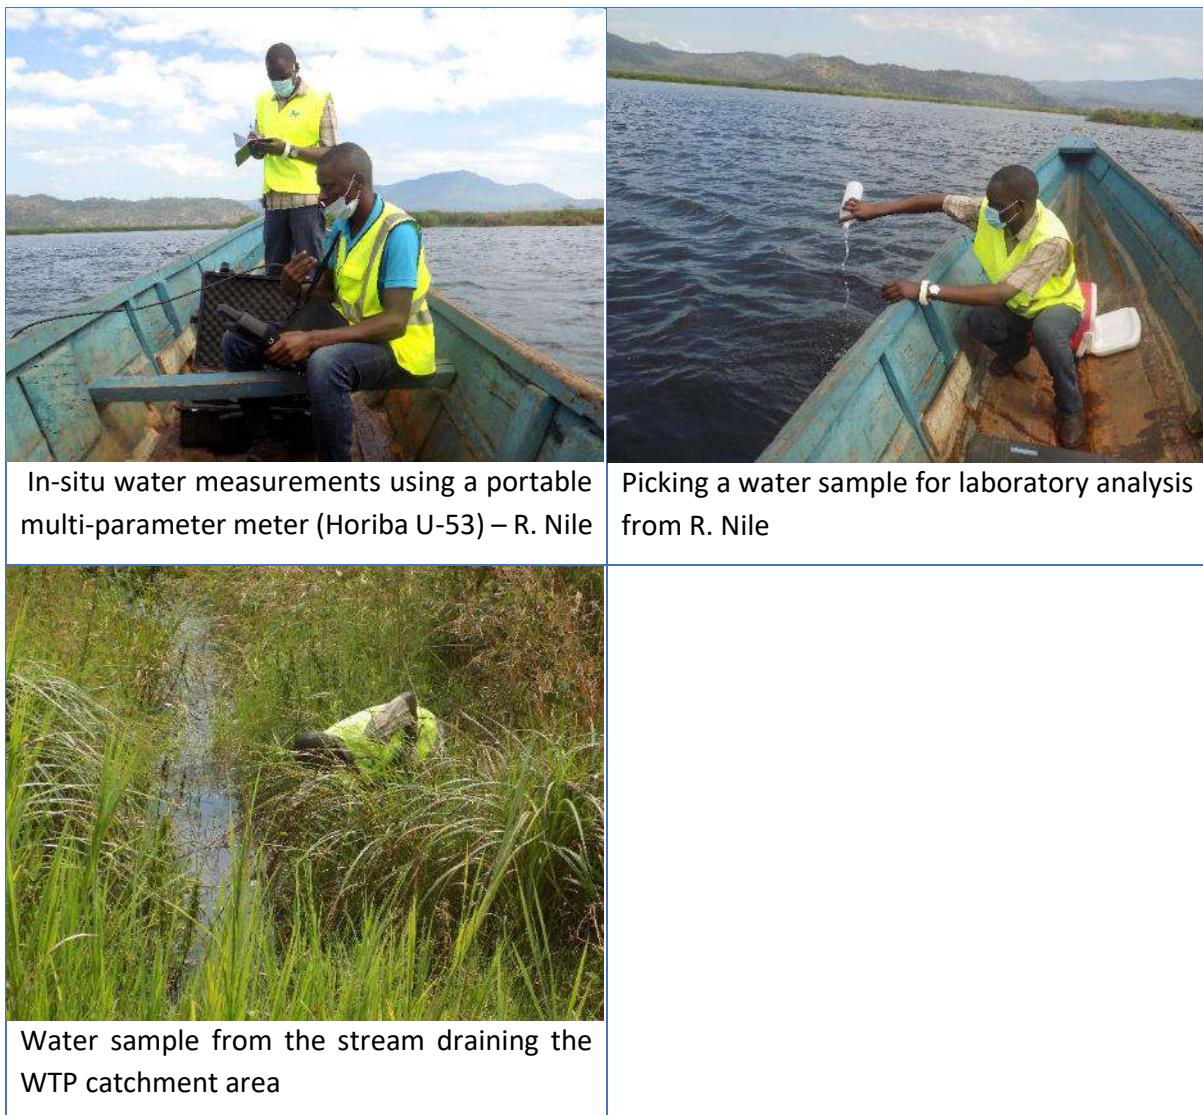 In-situ water measurements using a portable
multi-parameter meter (Horiba U-53) – R. Nile
Picking a water sample for laboratory analysis
from R. Nile
Water sample from the stream draining the
WTP catchment area